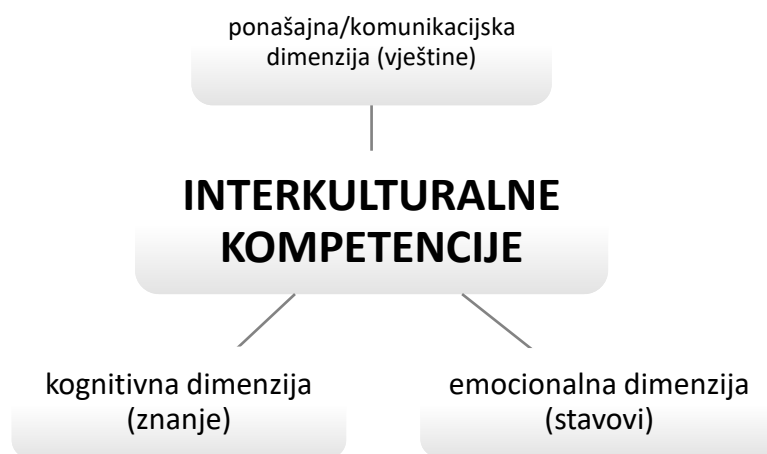 ponašajna/komunikacijska
dimenzija (vještine)
INTERKULTURALNE
KOMPETENCIJE
kognitivna dimenzija
(znanje)
emocionalna dimenzija
(stavovi)